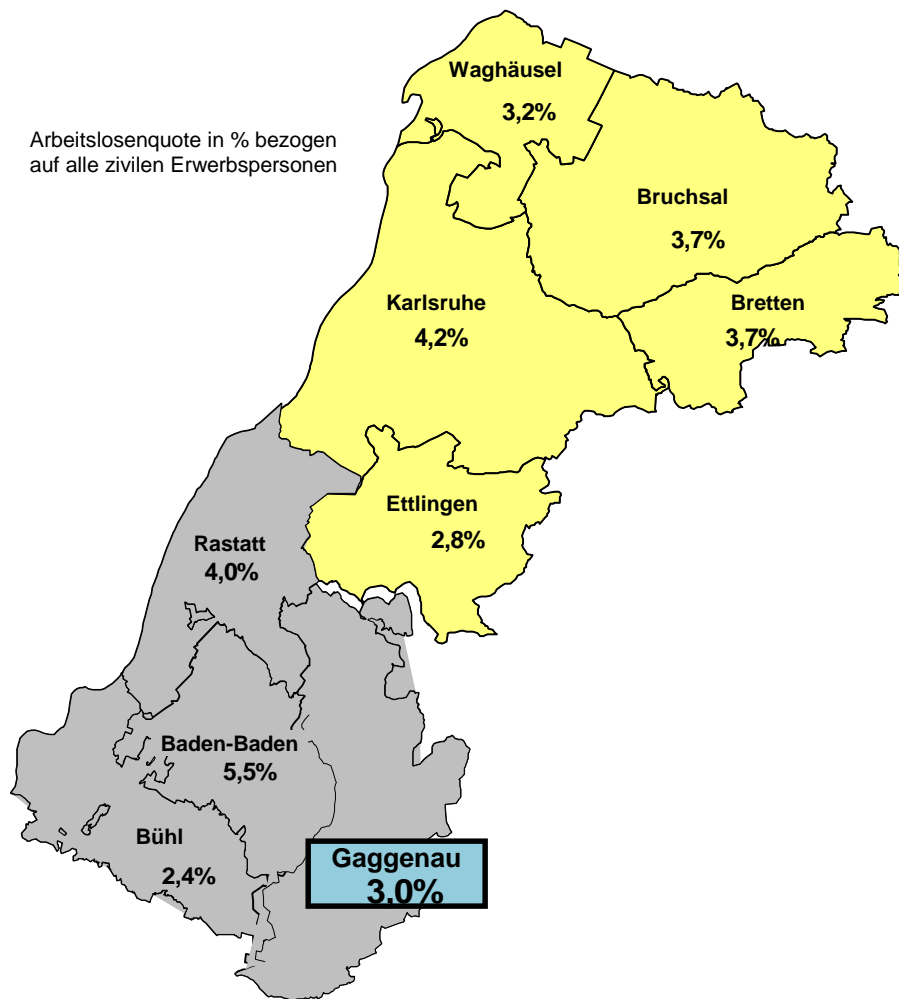 Waghäusel
3,2%
Arbeitslosenquote in % bezogen
auf alle zivilen Erwerbspersonen
Bruchsal
3,7%
Karlsruhe
4,2%
Bretten
3,7%
Ettlingen
2,8%
Rastatt
4,0%
Baden-Baden
5,5%
Bühl
2,4%
Gaggenau
3,0%